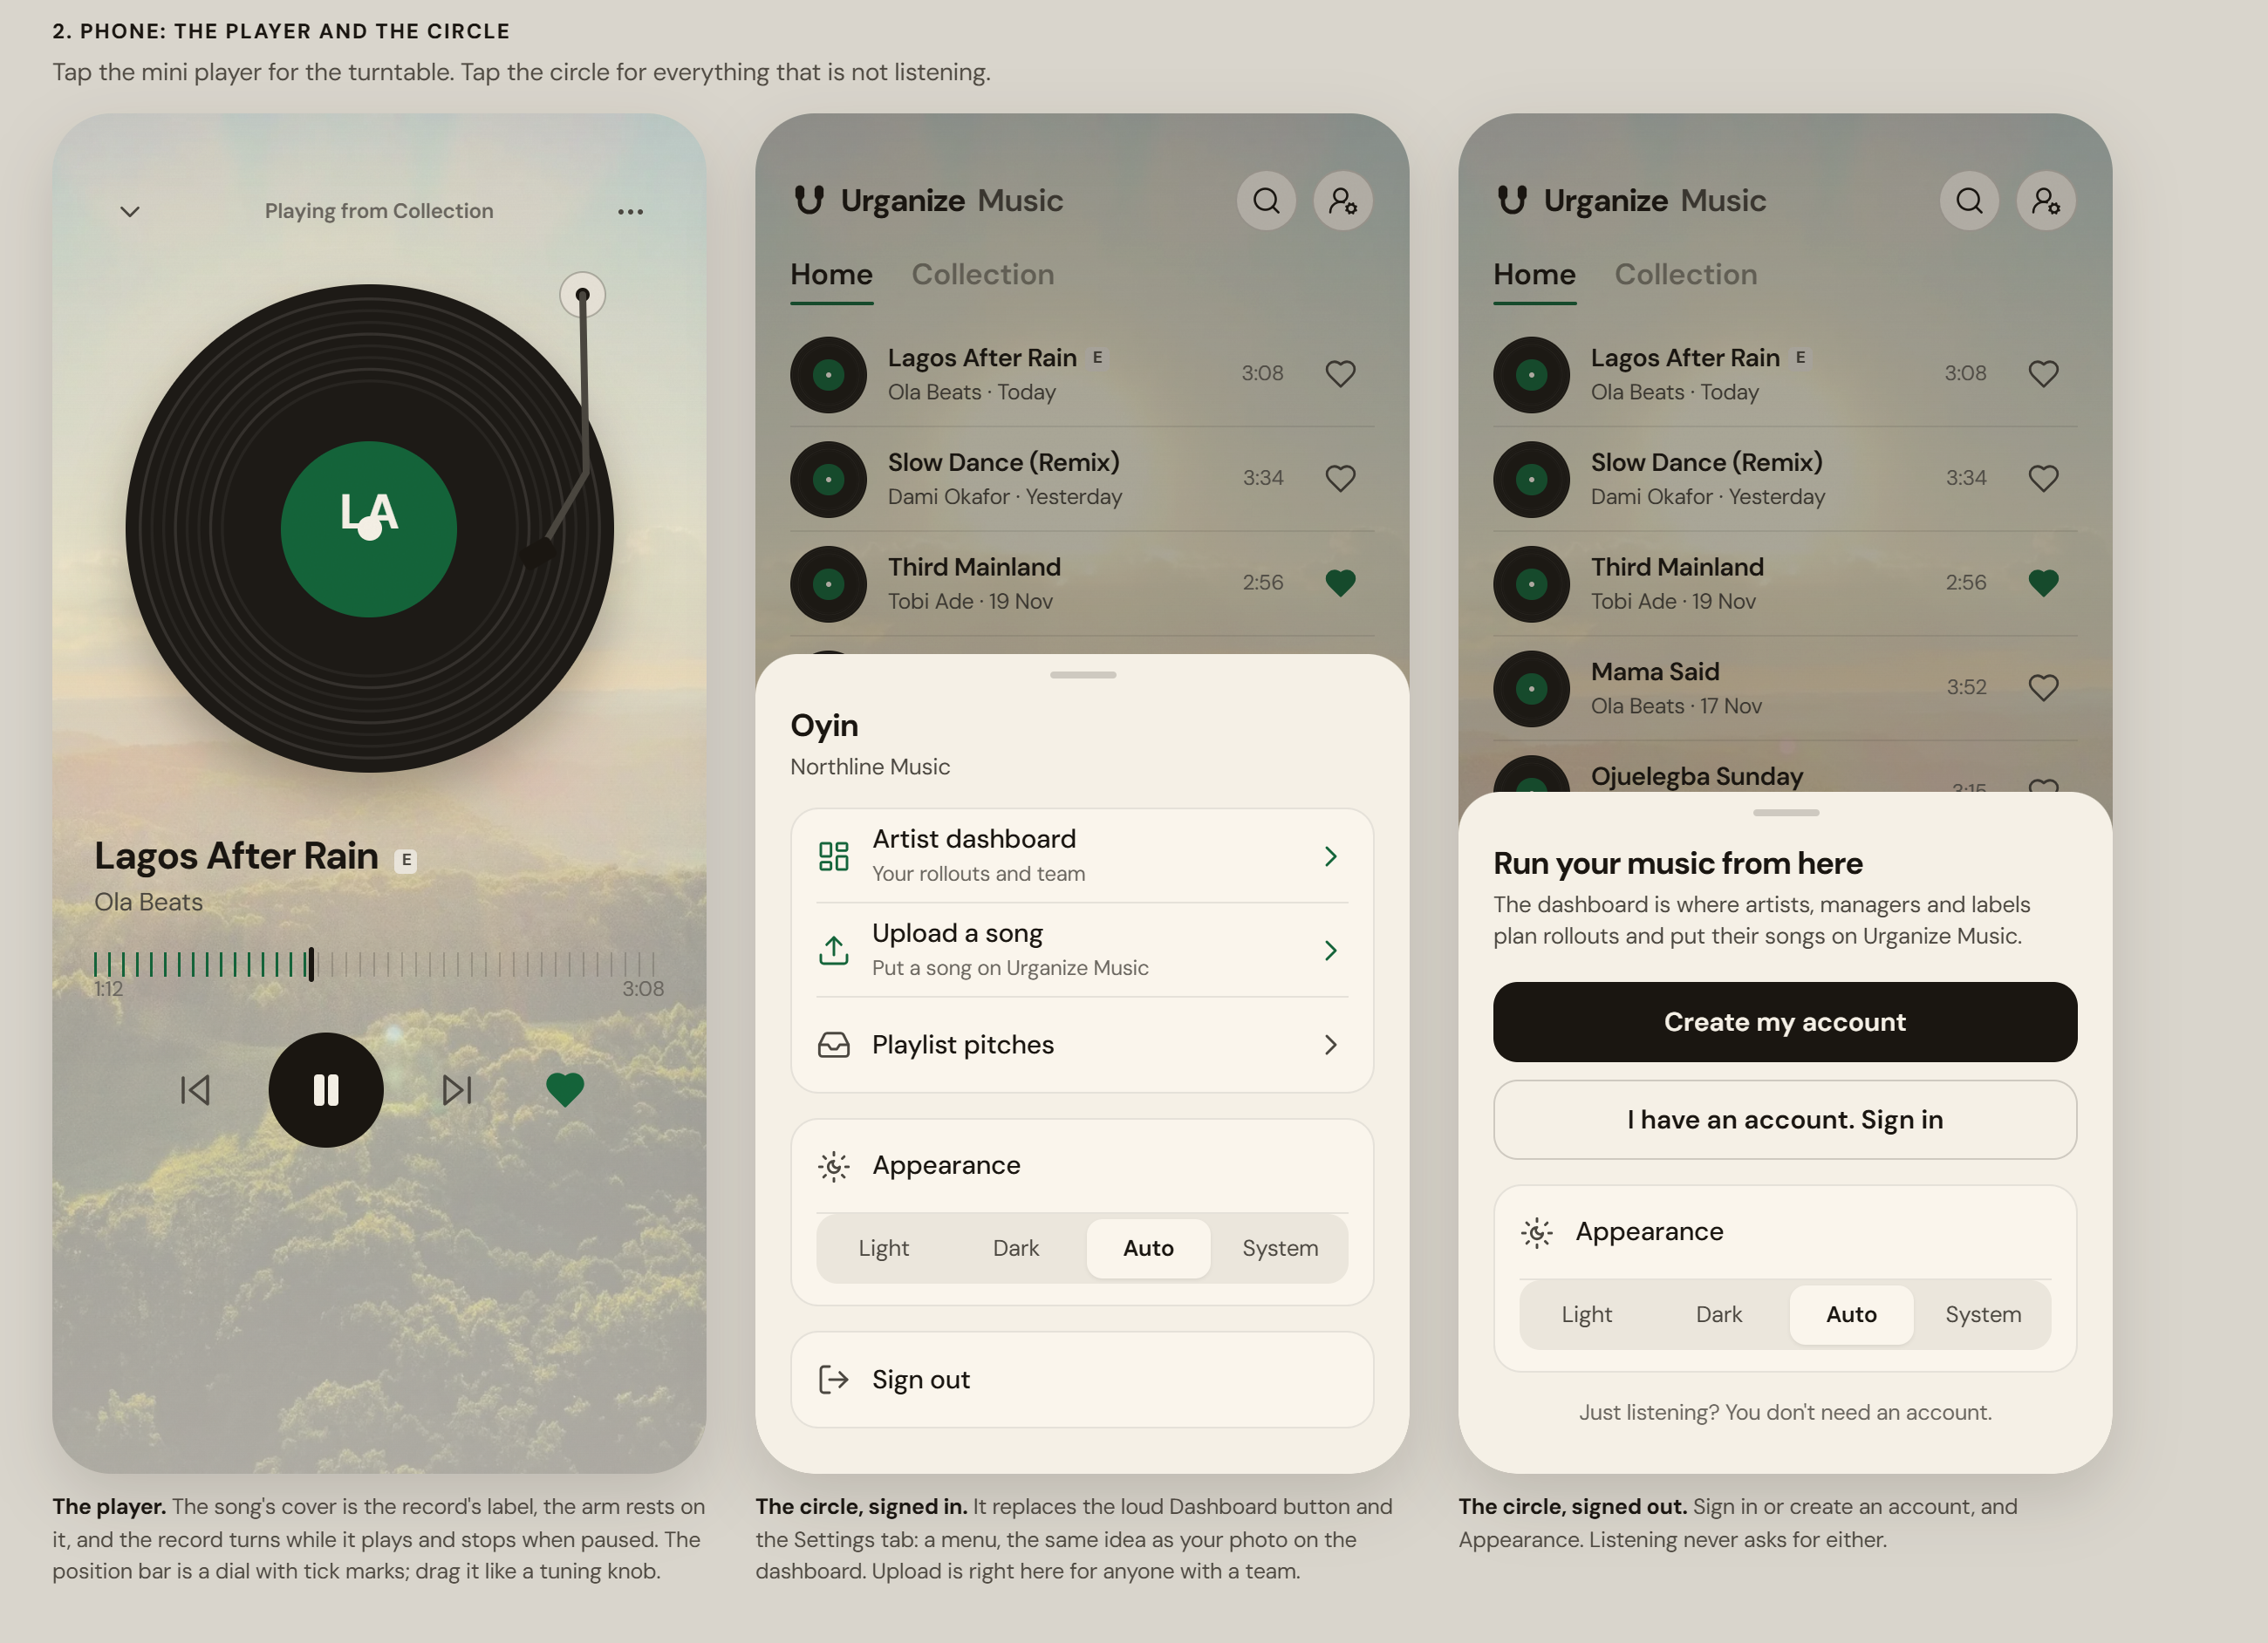 2. PHONE: THE PLAYER AND THE CIRCLE
Tap the mini player for the turntable. Tap the circle for everything that is not listening.
Playing from Collection
LA
Lagos After Rain E
Ola Beats
1:12 3:08
The player. The song's cover is the record's label, the arm rests on
it, and the record turns while it plays and stops when paused. The
position bar is a dial with tick marks; drag it like a tuning knob.
Urganize Music
Home Collection
Lagos After Rain E
Ola Beats · Today
3:08
Slow Dance (Remix)
Dami Okafor · Yesterday
3:34
Third Mainland
Tobi Ade · 19 Nov
2:56
Oyin
Northline Music
Artist dashboard
Your rollouts and team
Upload a song
Put a song on Urganize Music
Playlist pitches
Appearance
Light Dark Auto System
Sign out
The circle, signed in. It replaces the loud Dashboard button and
the Settings tab: a menu, the same idea as your photo on the
dashboard. Upload is right here for anyone with a team.
Urganize Music
Home Collection
Lagos After Rain E
Ola Beats · Today
3:08
Slow Dance (Remix)
Dami Okafor · Yesterday
3:34
Third Mainland
Tobi Ade · 19 Nov
2:56
Mama Said
Ola Beats · 17 Nov
3:52
Ojuelegba Sunday
3:15
Run your music from here
The dashboard is where artists, managers and labels
plan rollouts and put their songs on Urganize Music.
Create my account
I have an account. Sign in
Appearance
Light Dark Auto System
Just listening? You don't need an account.
The circle, signed out. Sign in or create an account, and
Appearance. Listening never asks for either.